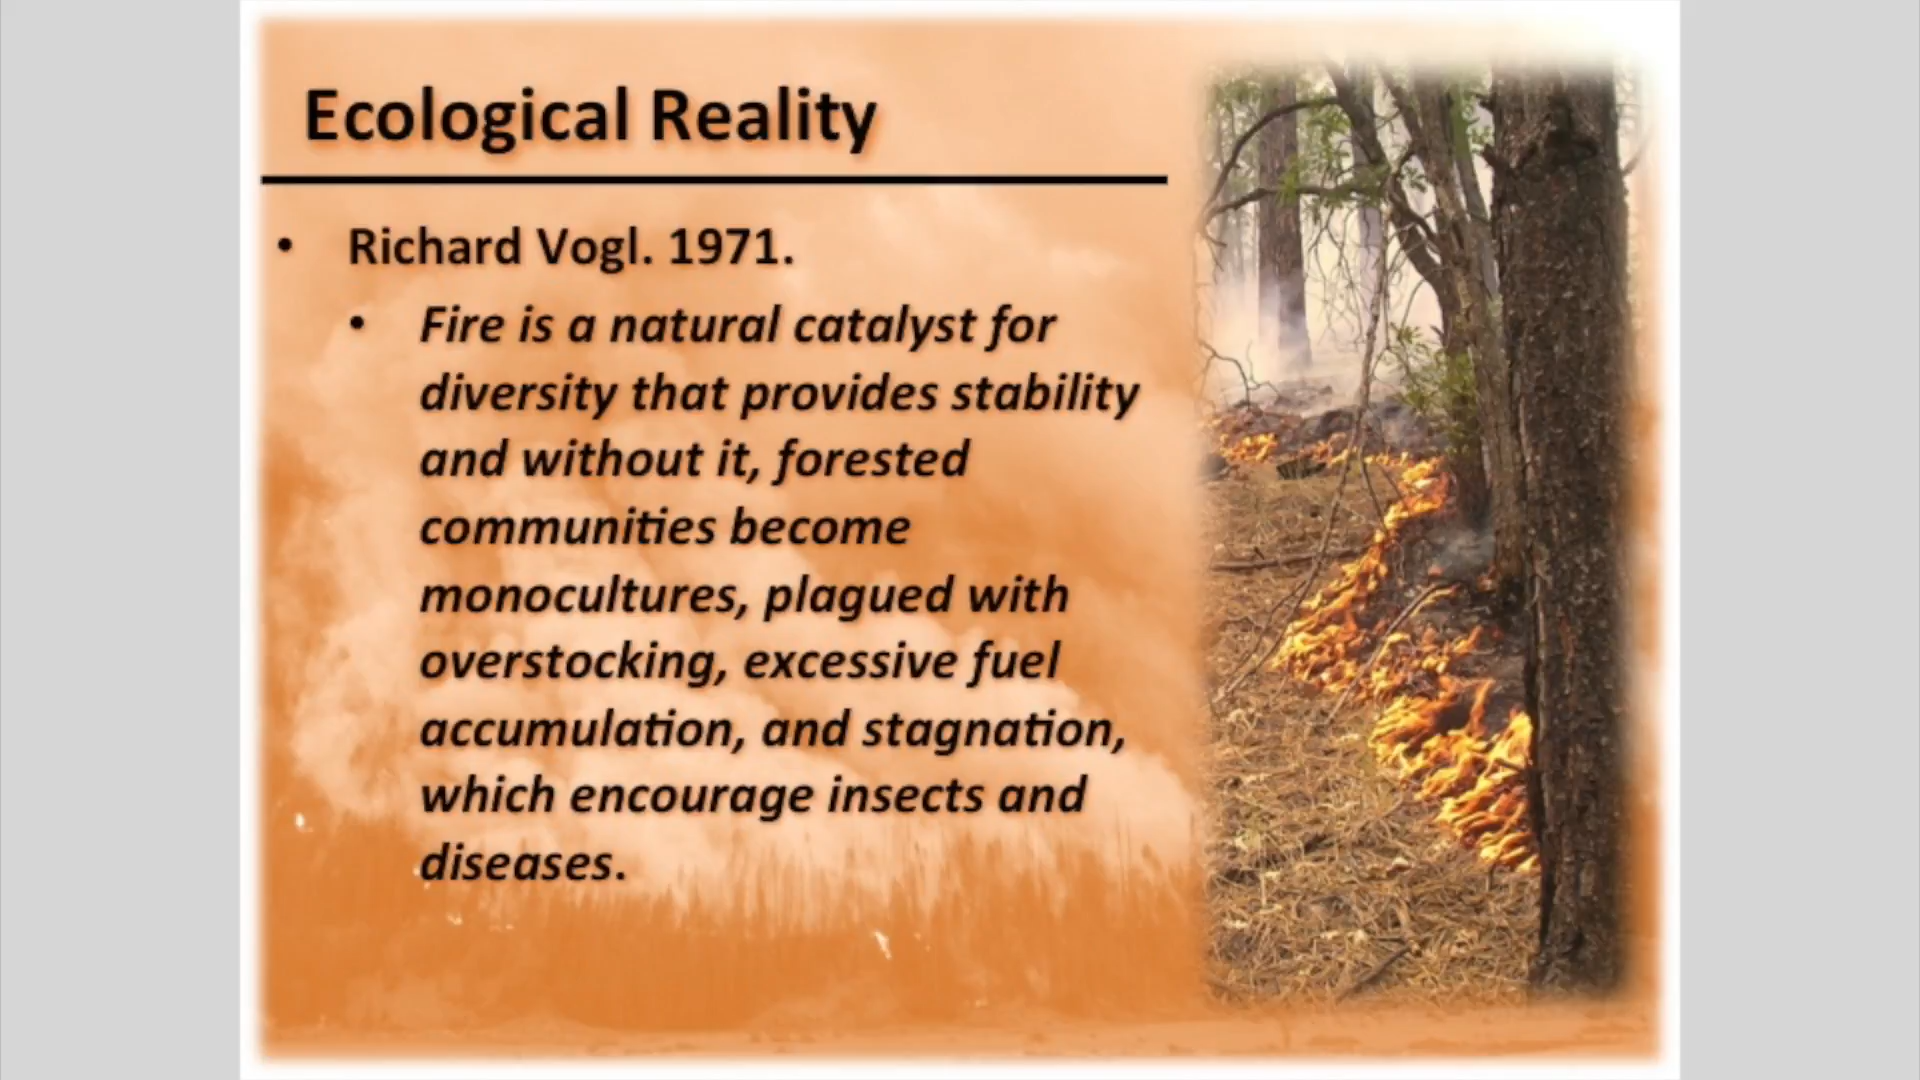 Ecological Reality
• Richard Vogl. 1971.
• Fire is a natural catalyst for
diversity that provides stability
and without it, forested
communities become
monocultures, plagued with
overstocking, excessive fuel
accumulation, and stagnation,
which encourage insects and
diseases.